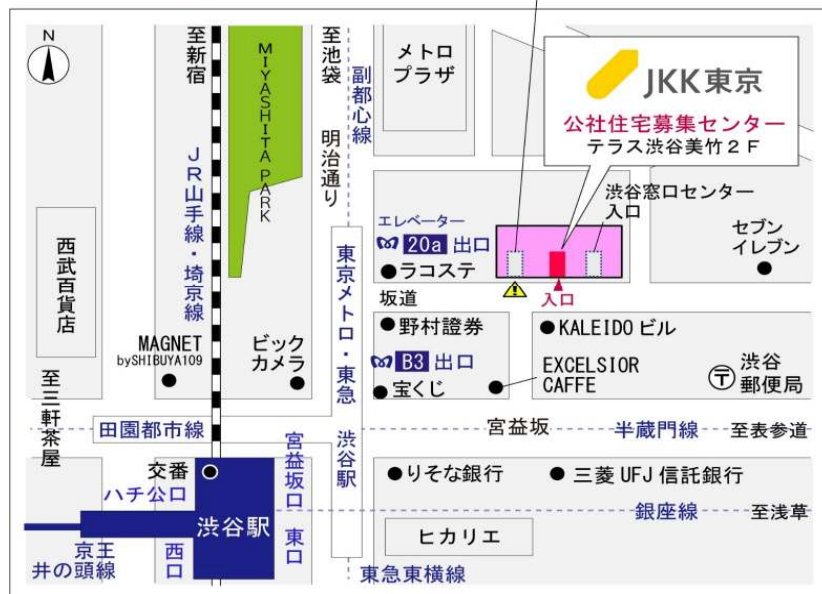 N
至新宿
MIYASHITA PARK
至池袋
副都心線
明治通り
メトロ
プラザ
JKK東京
公社住宅募集センター
テラス渋谷美竹2F
JR山手線・埼京線
エレベーター
20a 出口
ラコステ
渋谷窓口センター
入口
セブン
イレブン
西武百貨店
東京メトロ・東急
渋谷駅
坂道
入口
MAGNET
bySHIBUYA109
ビック
カメラ
野村證券
KALEIDO ビル
B3 出口
宝くじ
EXCELSIOR
CAFFE
渋谷
郵便局
至三軒茶屋
田園都市線
宮益坂
半蔵門線
至表参道
交番
ハチ公口
宮益坂口
りそな銀行
三菱UFJ信託銀行
渋谷駅
銀座線
至浅草
京王
井の頭線
西口
東口
ヒカリエ
東急東横線